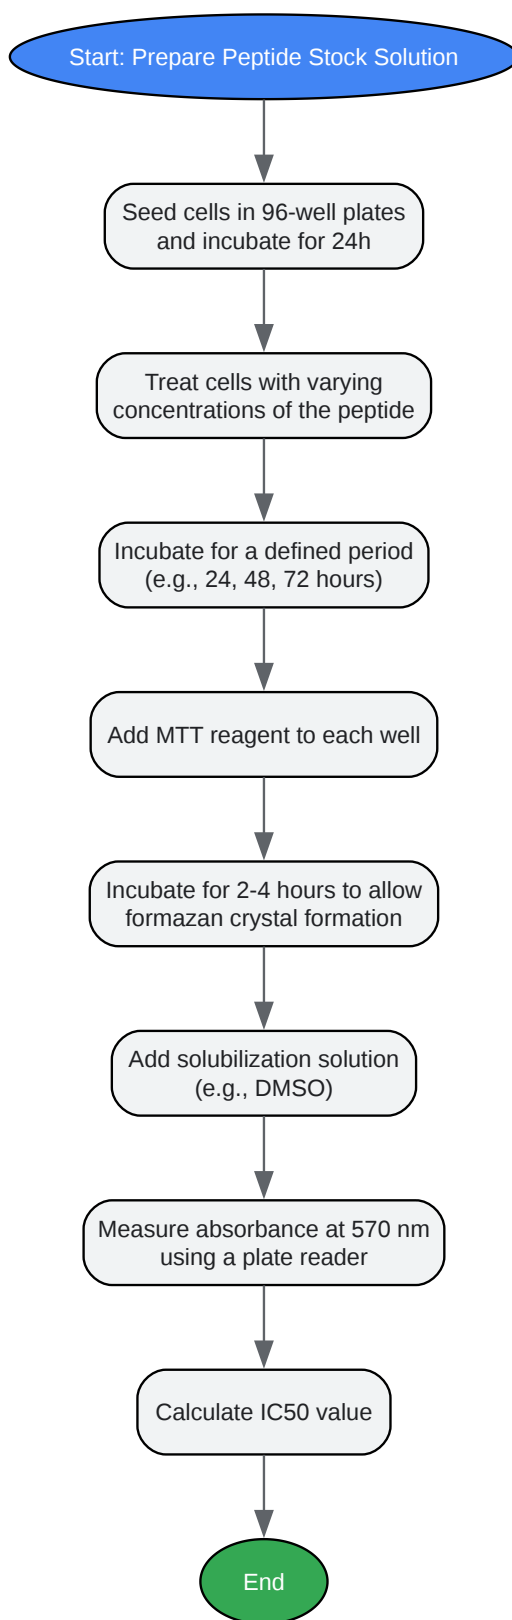 Start: Prepare Peptide Stock Solution
Seed cells in 96-well plates
and incubate for 24h
Treat cells with varying
concentrations of the peptide
Incubate for a defined period
(e.g., 24, 48, 72 hours)
Add MTT reagent to each well
Incubate for 2-4 hours to allow
formazan crystal formation
Add solubilization solution
(e.g., DMSO)
Measure absorbance at 570 nm
using a plate reader
Calculate IC50 value
End